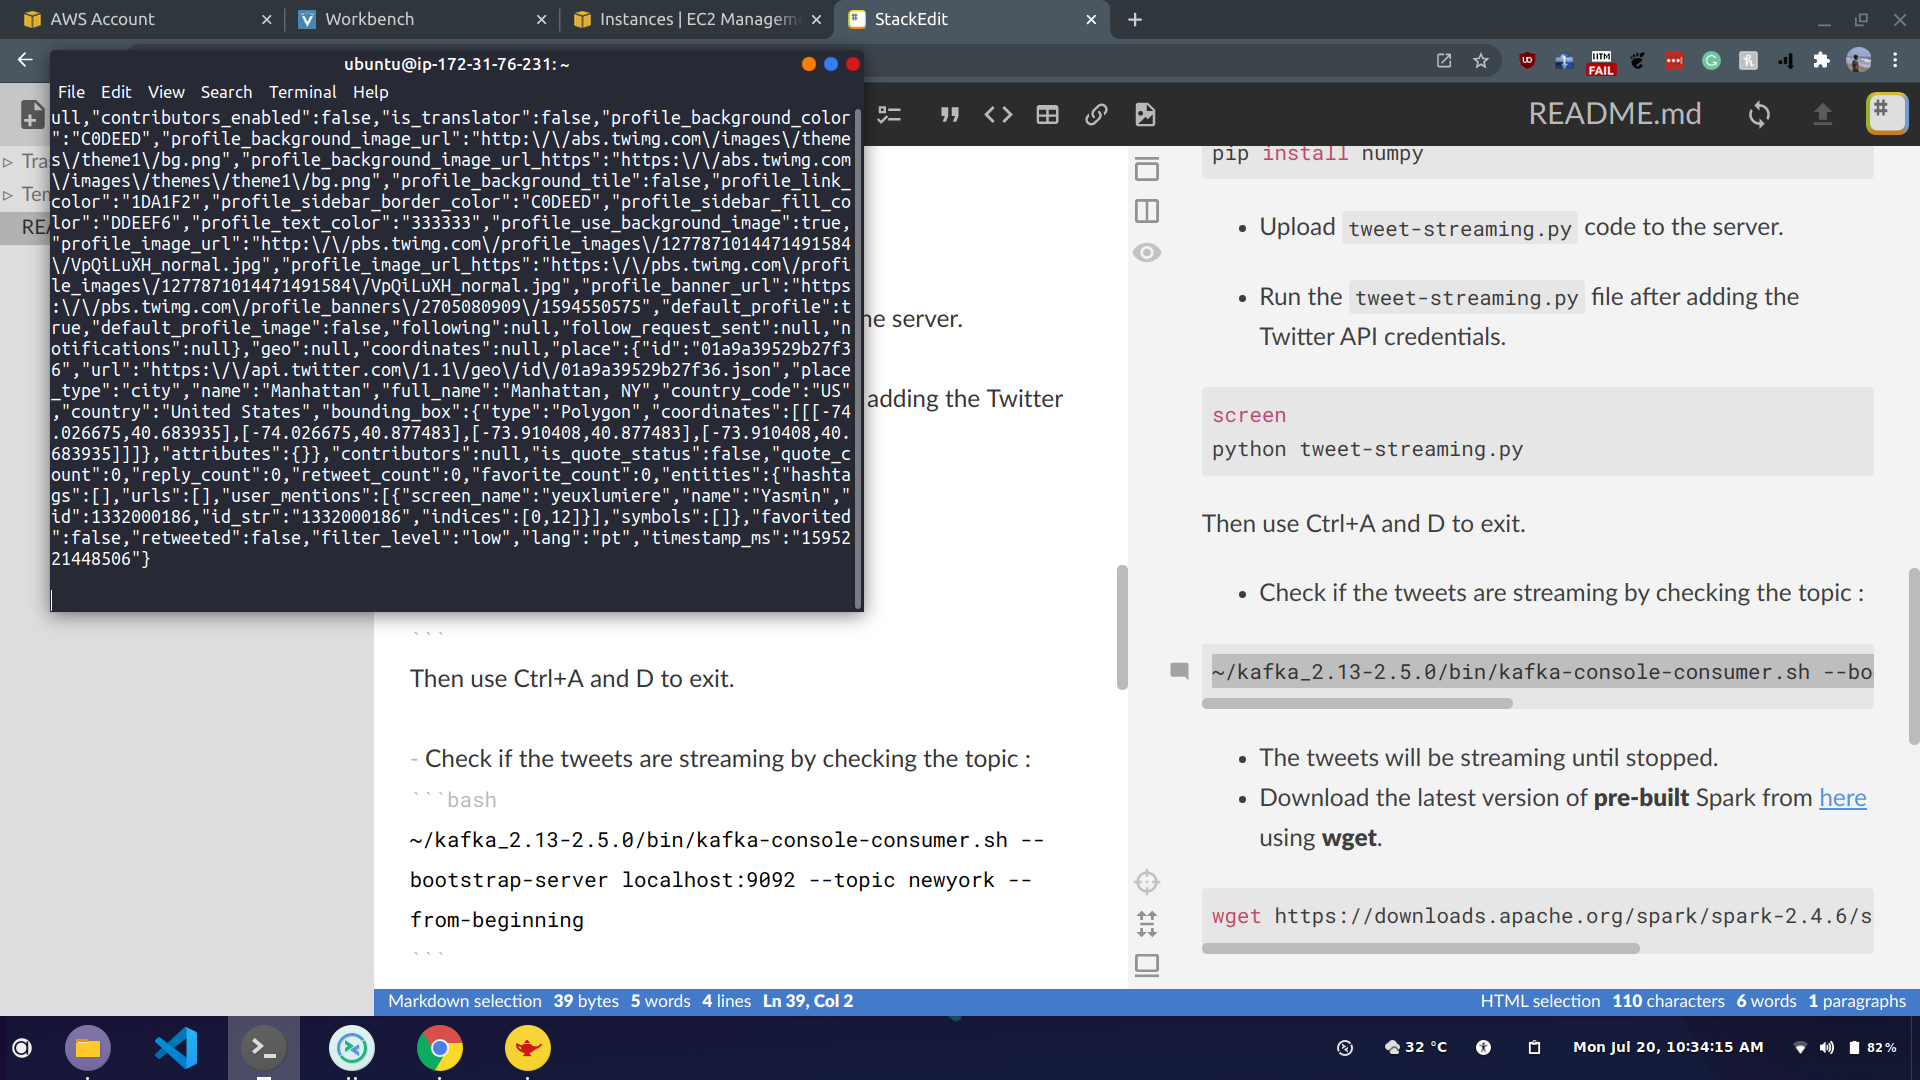 AWS Account
Workbench
Instances | EC2 Managem
StackEdit
ubuntu@ip-172-31-76-231: ~
File Edit View Search Terminal Help
ull,"contributors_enabled":false,"is_translator":false,"profile_background_color
":"C0DEED","profile_background_image_url":"http:\/\/abs.twimg.com\/images\/theme
s\/theme1\/bg.png","profile_background_image_url_https":"https:\/\/abs.twimg.com
\/images\/themes\/theme1\/bg.png","profile_background_tile":false,"profile_link_
color":"1DA1F2","profile_sidebar_border_color":"C0DEED","profile_sidebar_fill_co
lor":"DDEEF6","profile_text_color":"333333","profile_use_background_image":true,
"profile_image_url":"http:\/\/pbs.twimg.com\/profile_images\/1277871014471491584
\/VpQiLuXH_normal.jpg","profile_image_url_https":"https:\/\/pbs.twimg.com\/profi
le_images\/1277871014471491584\/VpQiLuXH_normal.jpg","profile_banner_url":"https
:\/\/pbs.twimg.com\/profile_banners\/2705080909\/1594550575","default_profile":t
rue,"default_profile_image":false,"following":null,"follow_request_sent":null,"n
otifications":null},"geo":null,"coordinates":null,"place":{"id":"01a9a39529b27f3
6","url":"https:\/\/api.twitter.com\/1.1\/geo\/id\/01a9a39529b27f36.json","place
_type":"city","name":"Manhattan","full_name":"Manhattan, NY","country_code":"US"
,"country":"United States","bounding_box":{"type":"Polygon","coordinates":[[[-74
.026675,40.683935],[-74.026675,40.877483],[-73.910408,40.877483],[-73.910408,40.
683935]]]},"attributes":{}},"contributors":null,"is_quote_status":false,"quote_c
ount":0,"reply_count":0,"retweet_count":0,"favorite_count":0,"entities":{"hashta
gs":[],"urls":[],"user_mentions":[{"screen_name":"yeuxlumiere","name":"Yasmin","
id":1332000186,"id_str":"1332000186","indices":[0,12]}],"symbols":[]},"favorited
":false,"retweeted":false,"filter_level":"low","lang":"pt","timestamp_ms":"15952
21448506"}
IITM
FAIL
README.md
Tra
Ten
REA
he server.
adding the Twitter
```
Then use Ctrl+A and D to exit.
- Check if the tweets are streaming by checking the topic :
```bash
~/kafka_2.13-2.5.0/bin/kafka-console-consumer.sh --
bootstrap-server localhost:9092 --topic newyork --
from-beginning
```
pip install numpy
• Upload tweet-streaming.py code to the server.
• Run the tweet-streaming.py file after adding the
Twitter API credentials.
screen
python tweet-streaming.py
Then use Ctrl+A and D to exit.
• Check if the tweets are streaming by checking the topic :
~/kafka_2.13-2.5.0/bin/kafka-console-consumer.sh --bo
• The tweets will be streaming until stopped.
• Download the latest version of pre-built Spark from here
using wget.
wget https://downloads.apache.org/spark/spark-2.4.6/s
Markdown selection 39 bytes 5 words 4 lines Ln 39, Col 2
HTML selection 110 characters 6 words 1 paragraphs
32 °C
Mon Jul 20, 10:34:15 AM
82%